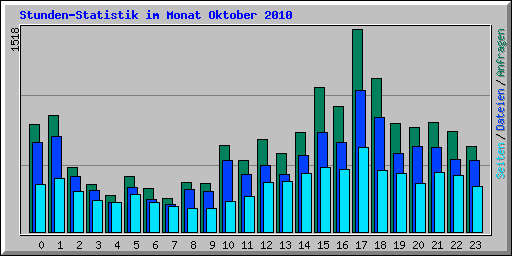 Stunden-Statistik im Monat Oktober 2010
1518
Seiten/Dateien/Anfragen
0 1 2 3 4 5 6 7 8 9 10 11 12 13 14 15 16 17 18 19 20 21 22 23